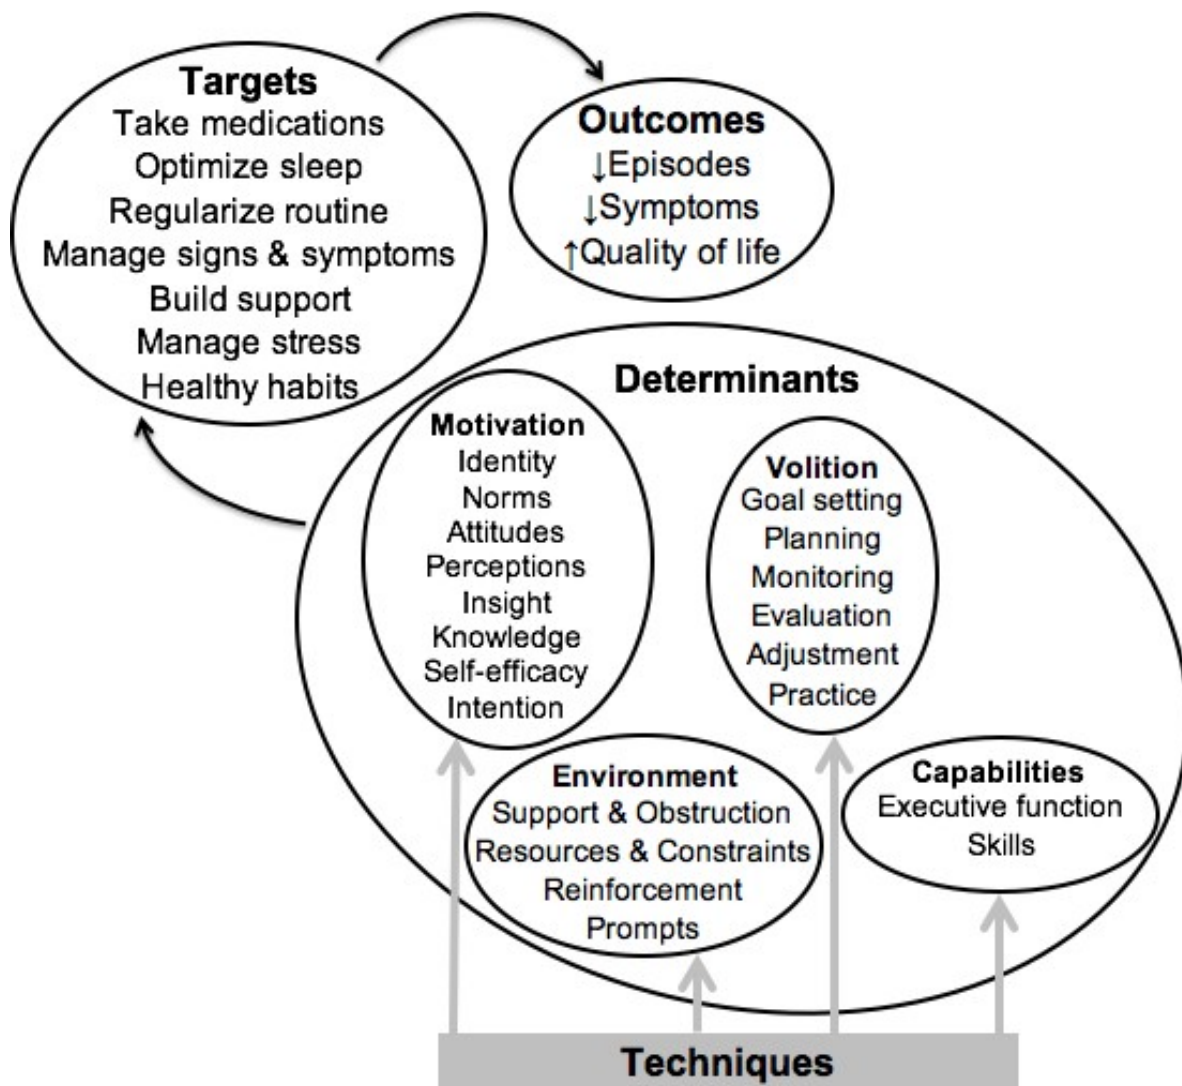 Targets
Take medications
Optimize sleep
Regularize routine
Manage signs & symptoms
Build support
Manage stress
Healthy habits
Outcomes
↓Episodes
↓Symptoms
↑Quality of life
Determinants
Motivation
Identity
Norms
Attitudes
Perceptions
Insight
Knowledge
Self-efficacy
Intention
Volition
Goal setting
Planning
Monitoring
Evaluation
Adjustment
Practice
Environment
Support & Obstruction
Resources & Constraints
Reinforcement
Prompts
Capabilities
Executive function
Skills
Techniques